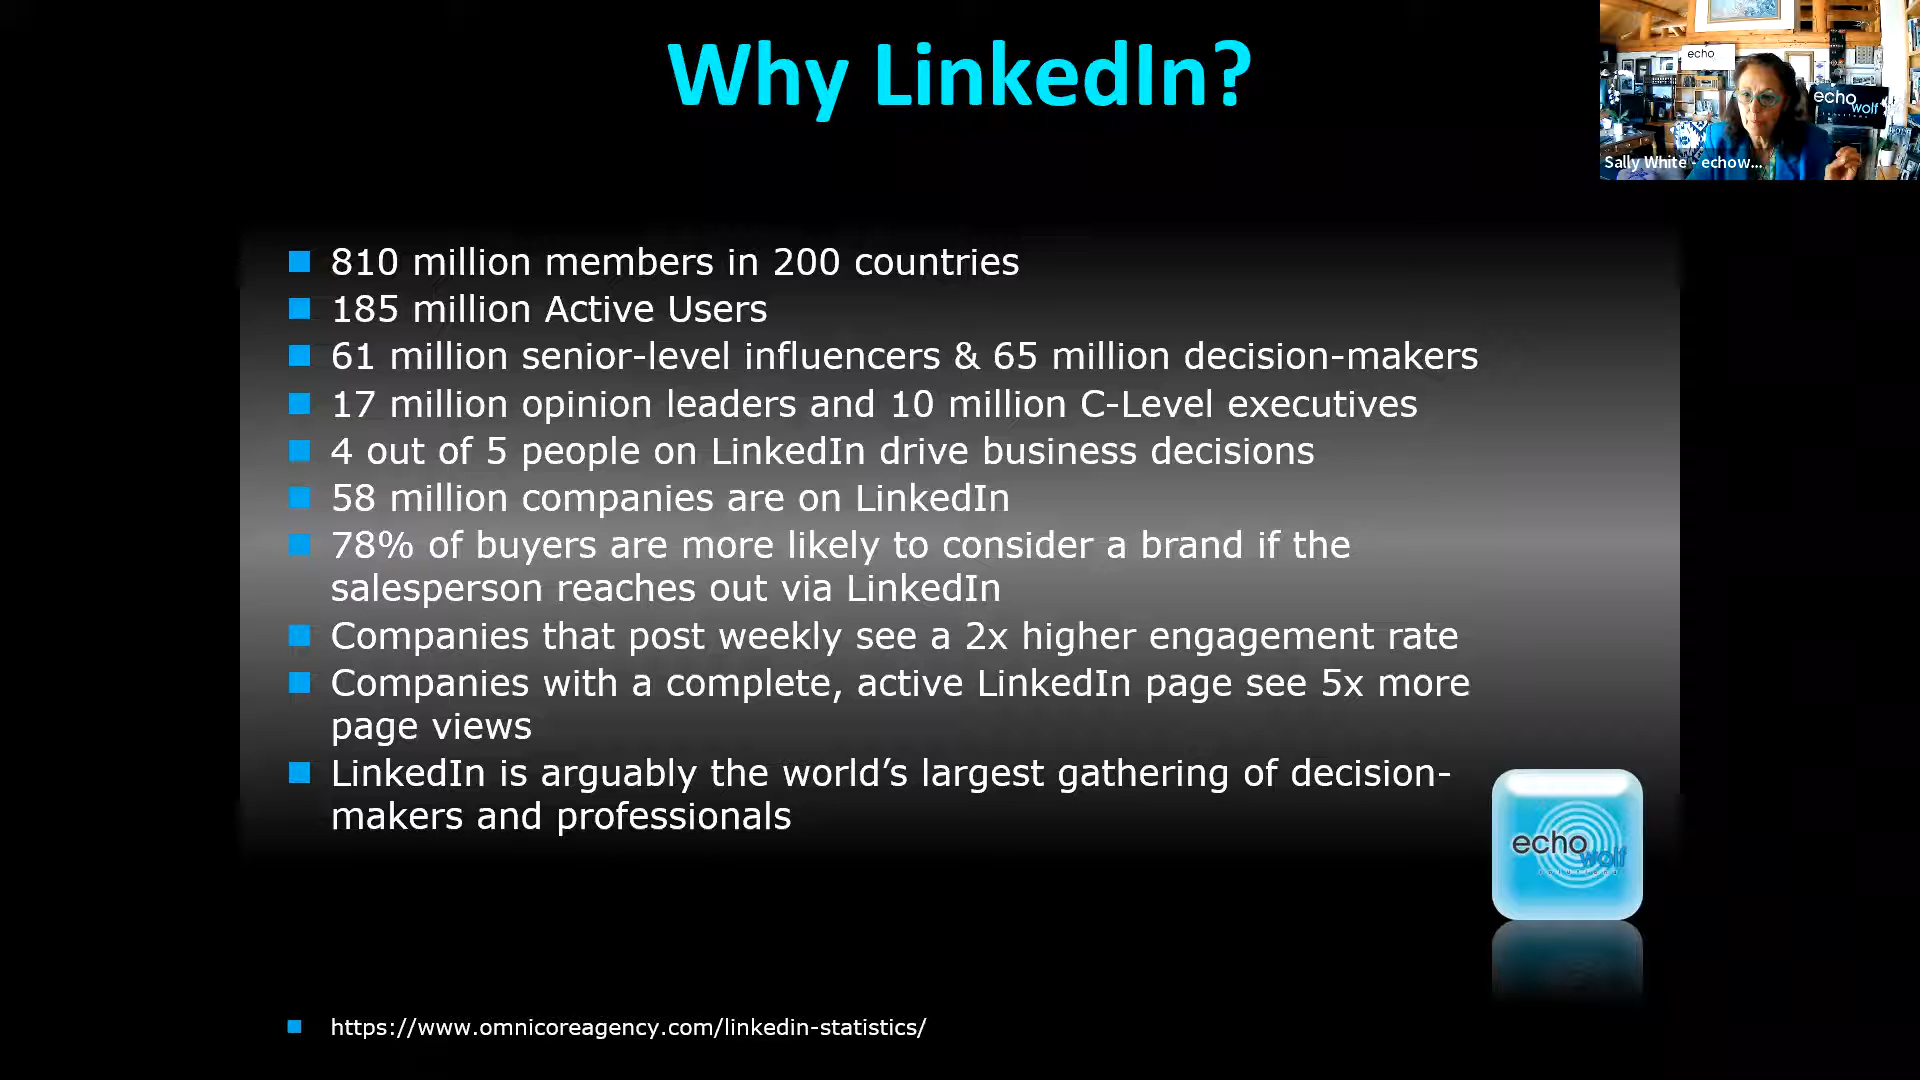 Why LinkedIn?
echo
echo
wolf
Sally White - echow...
810 million members in 200 countries
185 million Active Users
61 million senior-level influencers & 65 million decision-makers
17 million opinion leaders and 10 million C-Level executives
4 out of 5 people on LinkedIn drive business decisions
58 million companies are on LinkedIn
78% of buyers are more likely to consider a brand if the
salesperson reaches out via LinkedIn
Companies that post weekly see a 2x higher engagement rate
Companies with a complete, active LinkedIn page see 5x more
page views
LinkedIn is arguably the world’s largest gathering of decision-
makers and professionals
echo
wolf
solutions
https://www.omnicoreagency.com/linkedin-statistics/